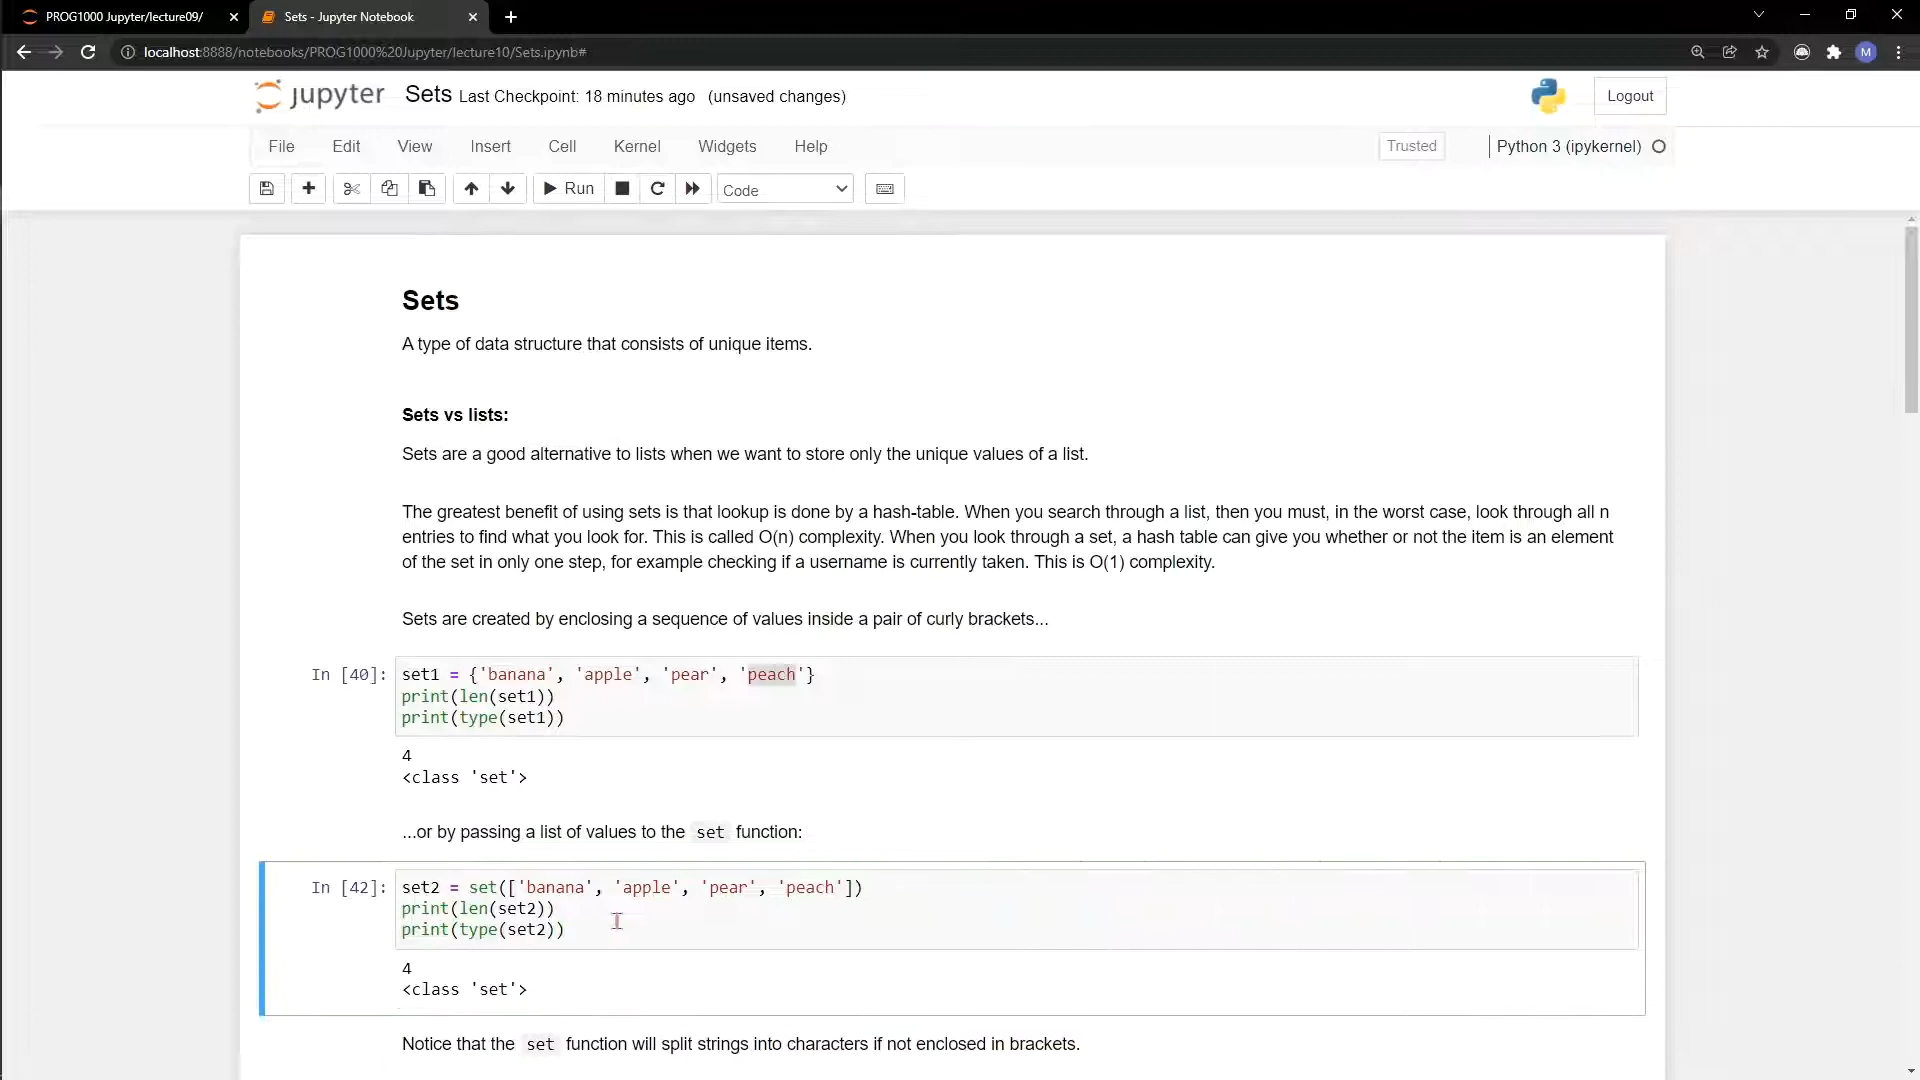 PROG1000 Jupyter/lecture09/
Sets - Jupyter Notebook
localhost:8888/notebooks/PROG1000%20Jupyter/lecture10/Sets.ipynb#
M
jupyter Sets Last Checkpoint: 18 minutes ago (unsaved changes)
Logout
File Edit View Insert Cell Kernel Widgets Help
Trusted
Python 3 (ipykernel)
Run
Code
Sets
A type of data structure that consists of unique items.
Sets vs lists:
Sets are a good alternative to lists when we want to store only the unique values of a list.
The greatest benefit of using sets is that lookup is done by a hash-table. When you search through a list, then you must, in the worst case, look through all n
entries to find what you look for. This is called O(n) complexity. When you look through a set, a hash table can give you whether or not the item is an element
of the set in only one step, for example checking if a username is currently taken. This is O(1) complexity.
Sets are created by enclosing a sequence of values inside a pair of curly brackets...
In [40]: set1 = {'banana', 'apple', 'pear', 'peach'}
print(len(set1))
print(type(set1))
4
<class 'set'>
...or by passing a list of values to the set function:
In [42]: set2 = set(['banana', 'apple', 'pear', 'peach'])
print(len(set2))
print(type(set2))
4
<class 'set'>
Notice that the set function will split strings into characters if not enclosed in brackets.